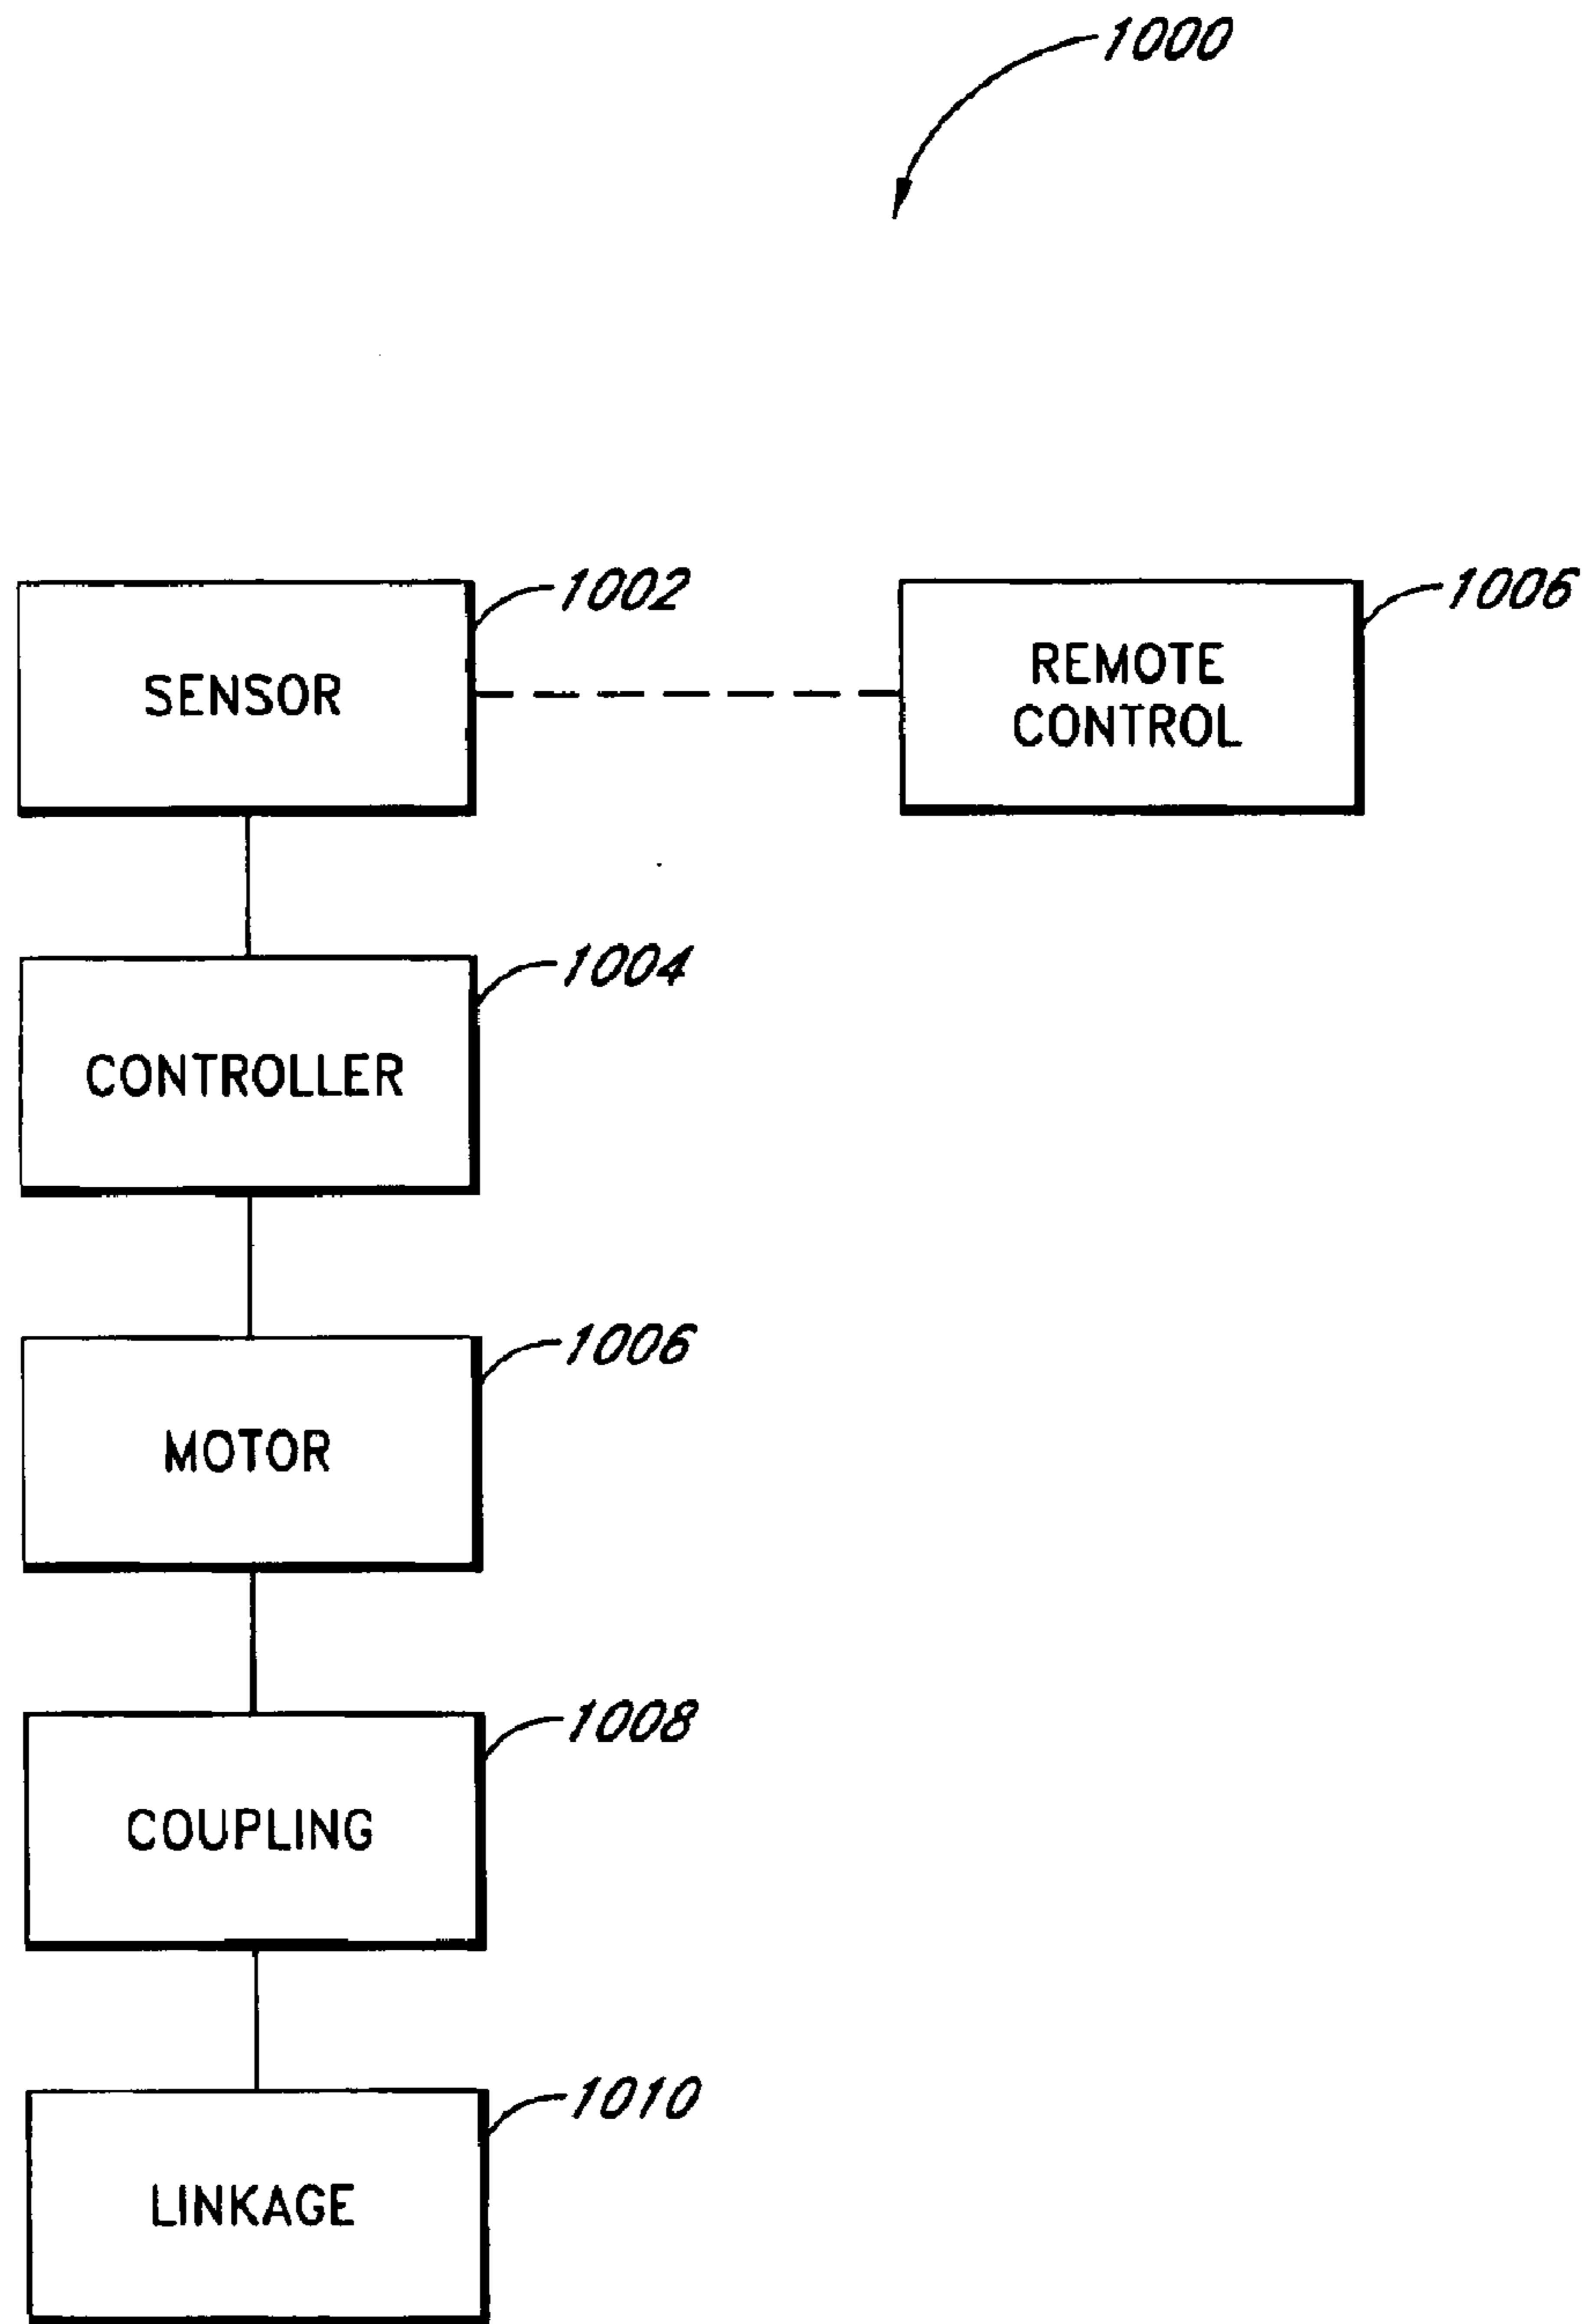 1000
1002
SENSOR
1006
REMOTE
CONTROL
1004
CONTROLLER
1006
MOTOR
1008
COUPLING
1010
LINKAGE